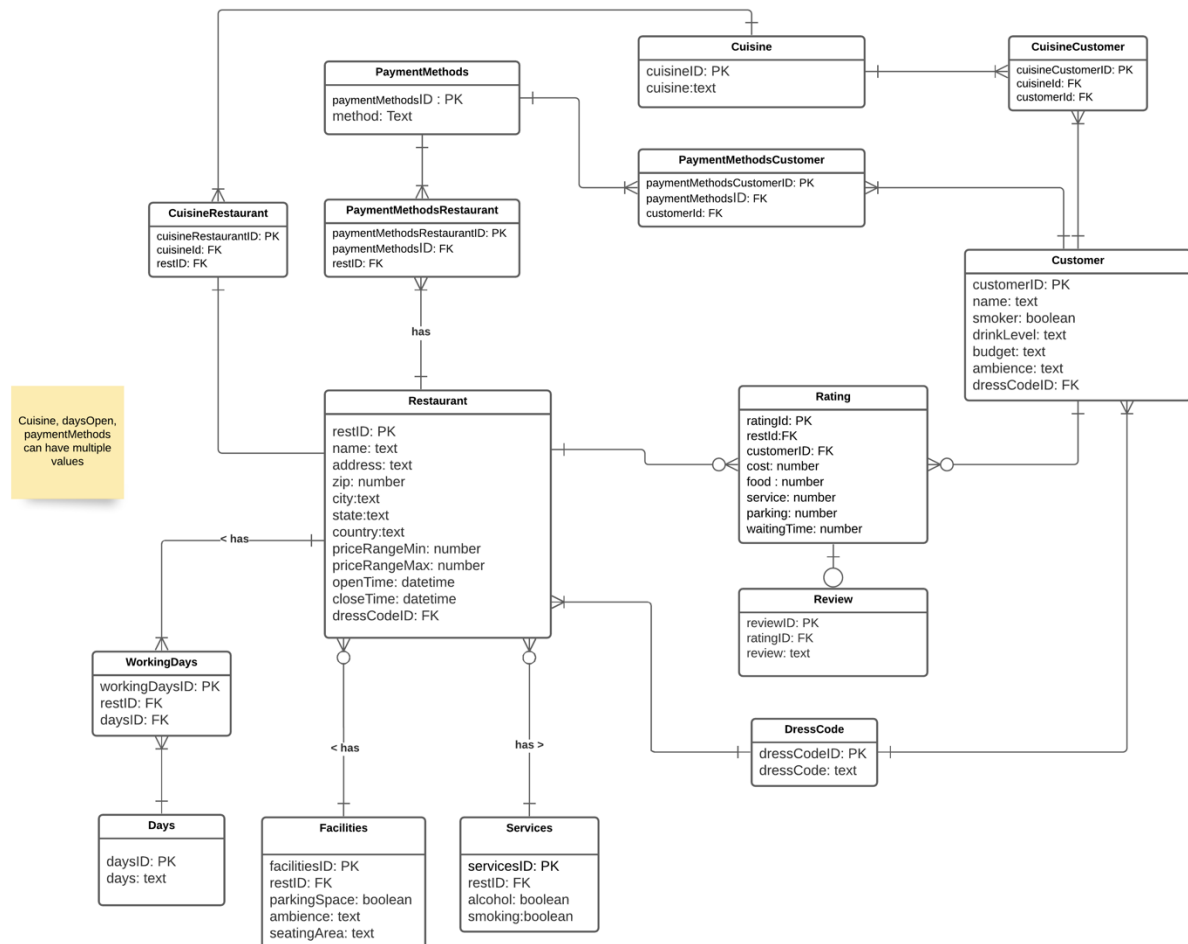 Cuisine
cuisineID: PK
cuisine:text
CuisineCustomer
cuisineCustomerID: PK
cuisineId: FK
customerId: FK
PaymentMethods
paymentMethodsID : PK
method: Text
PaymentMethodsCustomer
paymentMethodsCustomerID: PK
paymentMethodsID: FK
customerId: FK
CuisineRestaurant
cuisineRestaurantID: PK
cuisineId: FK
restID: FK
PaymentMethodsRestaurant
paymentMethodsRestaurantID: PK
paymentMethodsID: FK
restID: FK
Customer
customerID: PK
name: text
smoker: boolean
drinkLevel: text
budget: text
ambience: text
dressCodeID: FK
has
Cuisine, daysOpen,
paymentMethods
can have multiple
values
Restaurant
restID: PK
name: text
address: text
zip: number
city:text
state:text
country:text
priceRangeMin: number
priceRangeMax: number
openTime: datetime
closeTime: datetime
dressCodeID: FK
Rating
ratingId: PK
restId:FK
customerID: FK
cost: number
food : number
service: number
parking: number
waitingTime: number
< has
Review
reviewID: PK
ratingID: FK
review: text
WorkingDays
workingDaysID: PK
restID: FK
daysID: FK
DressCode
dressCodeID: PK
dressCode: text
< has
has >
Days
daysID: PK
days: text
Facilities
facilitiesID: PK
restID: FK
parkingSpace: boolean
ambience: text
seatingArea: text
Services
servicesID: PK
restID: FK
alcohol: boolean
smoking:boolean